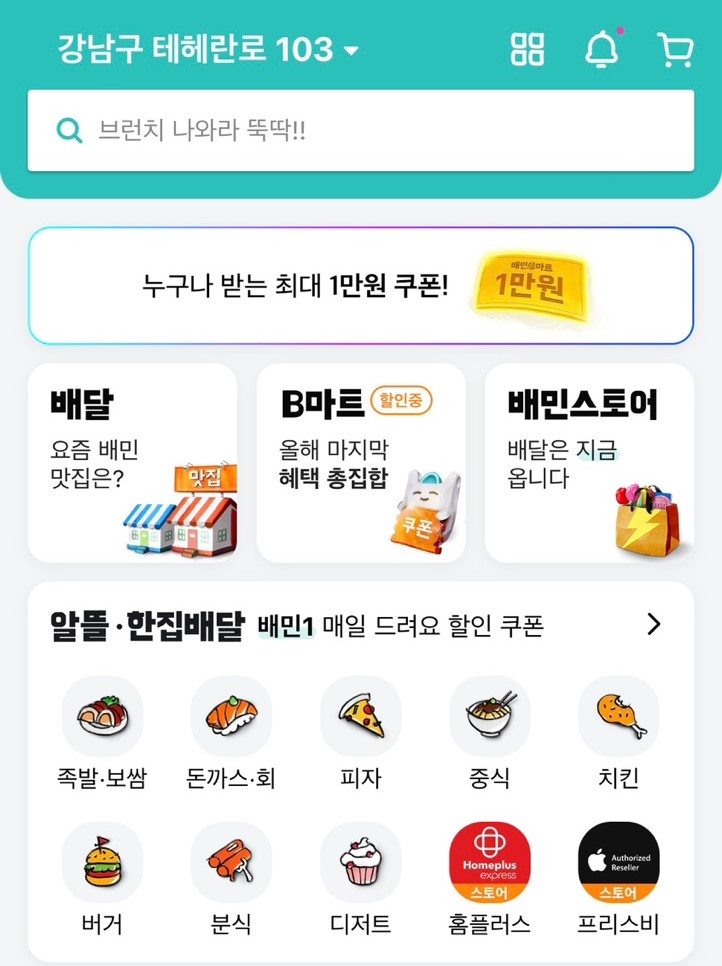 강남구 테헤란로 103
브런치 나와라 뚝딱!!
누구나 받는 최대 1만원 쿠폰!
배민B마트
1만원
배달
요즘 배민
맛집은?
맛집
B마트 할인중
올해 마지막
혜택 총집합
쿠폰
배민스토어
배달은 지금
옵니다
알뜰·한집배달 배민1 매일 드려요 할인 쿠폰
족발·보쌈
돈까스·회
피자
중식
치킨
Homeplus
express
스토어
Authorized
Reseller
스토어
버거
분식
디저트
홈플러스
프리스비